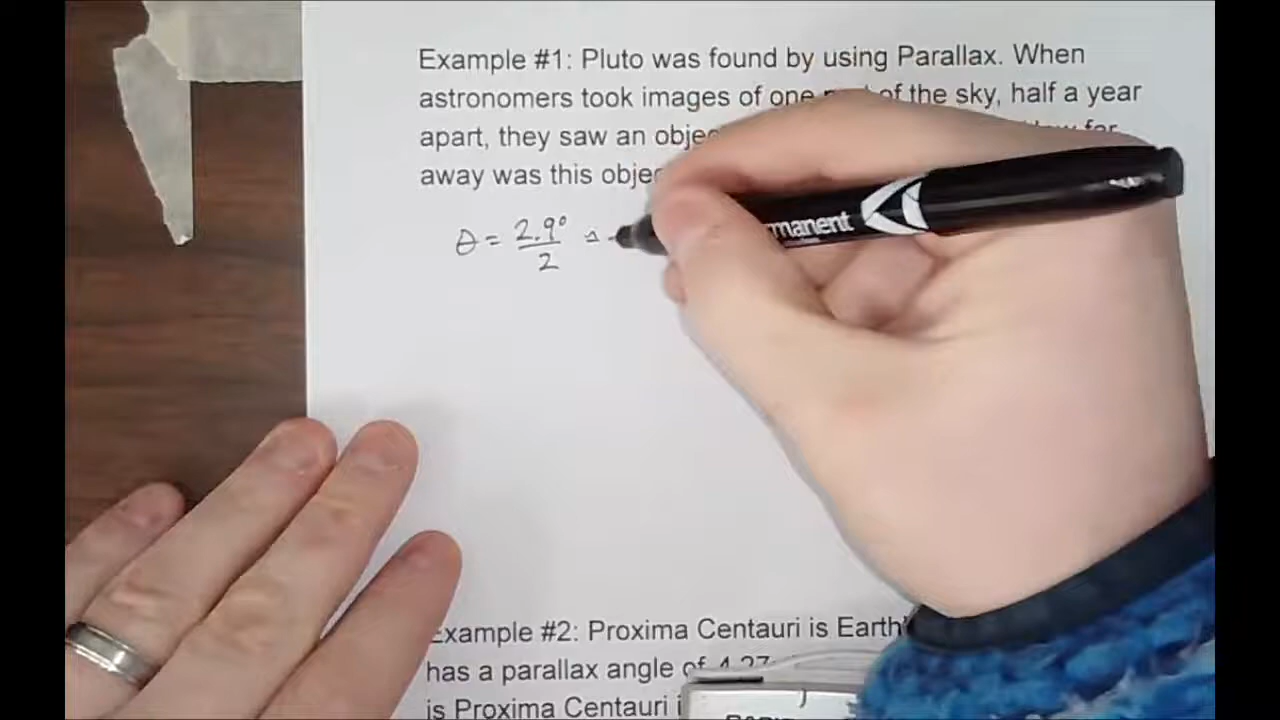 Example #1: Pluto was found by using Parallax. When
astronomers took images of one of the sky, half a year
apart, they saw an
away was this
θ = 2.9°
2
manent
Example #2: Proxima Centauri is
has a parallax angle of
is Proxima Centauri